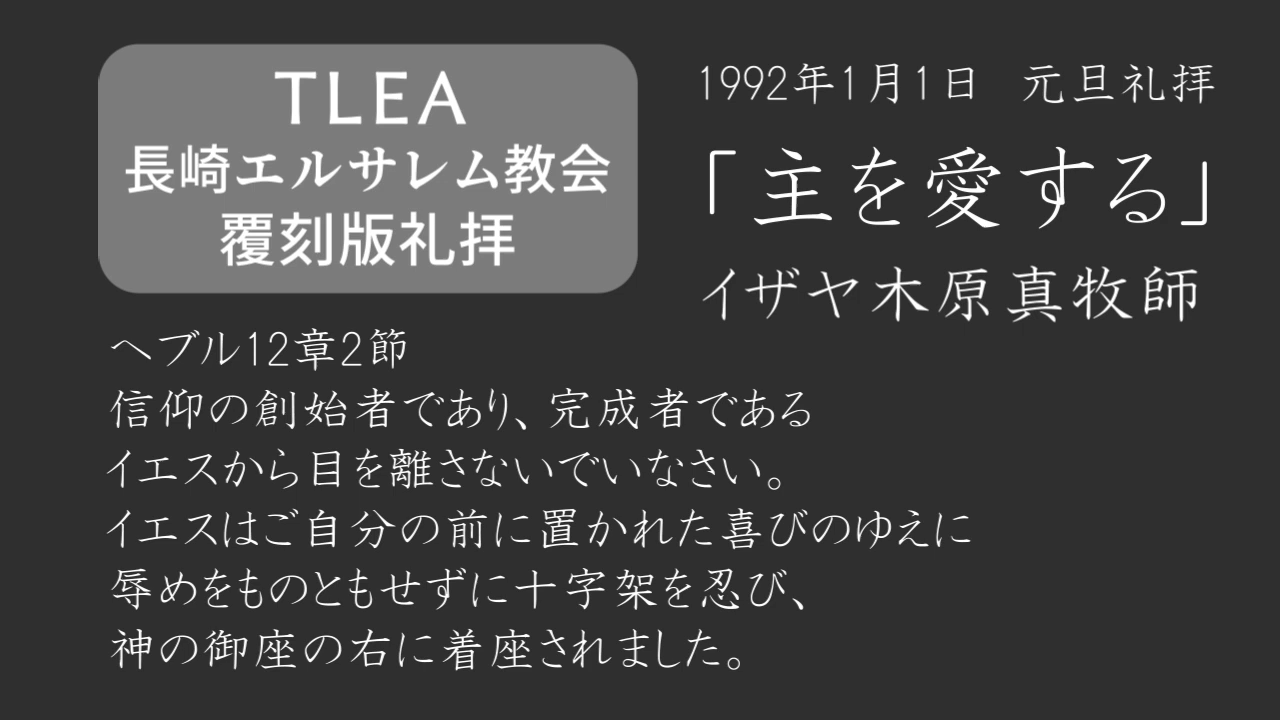 TLEA
長崎エルサレム教会
覆刻版礼拝
1992年1月1日 元旦礼拝
「主を愛する」
イザヤ木原真牧師
ヘブル12章2節
信仰の創始者であり、完成者である
イエスから目を離さないでいなさい。
イエスはご自分の前に置かれた喜びのゆえに
辱めをものともせずに十字架を忍び、
神の御座の右に着座されました。